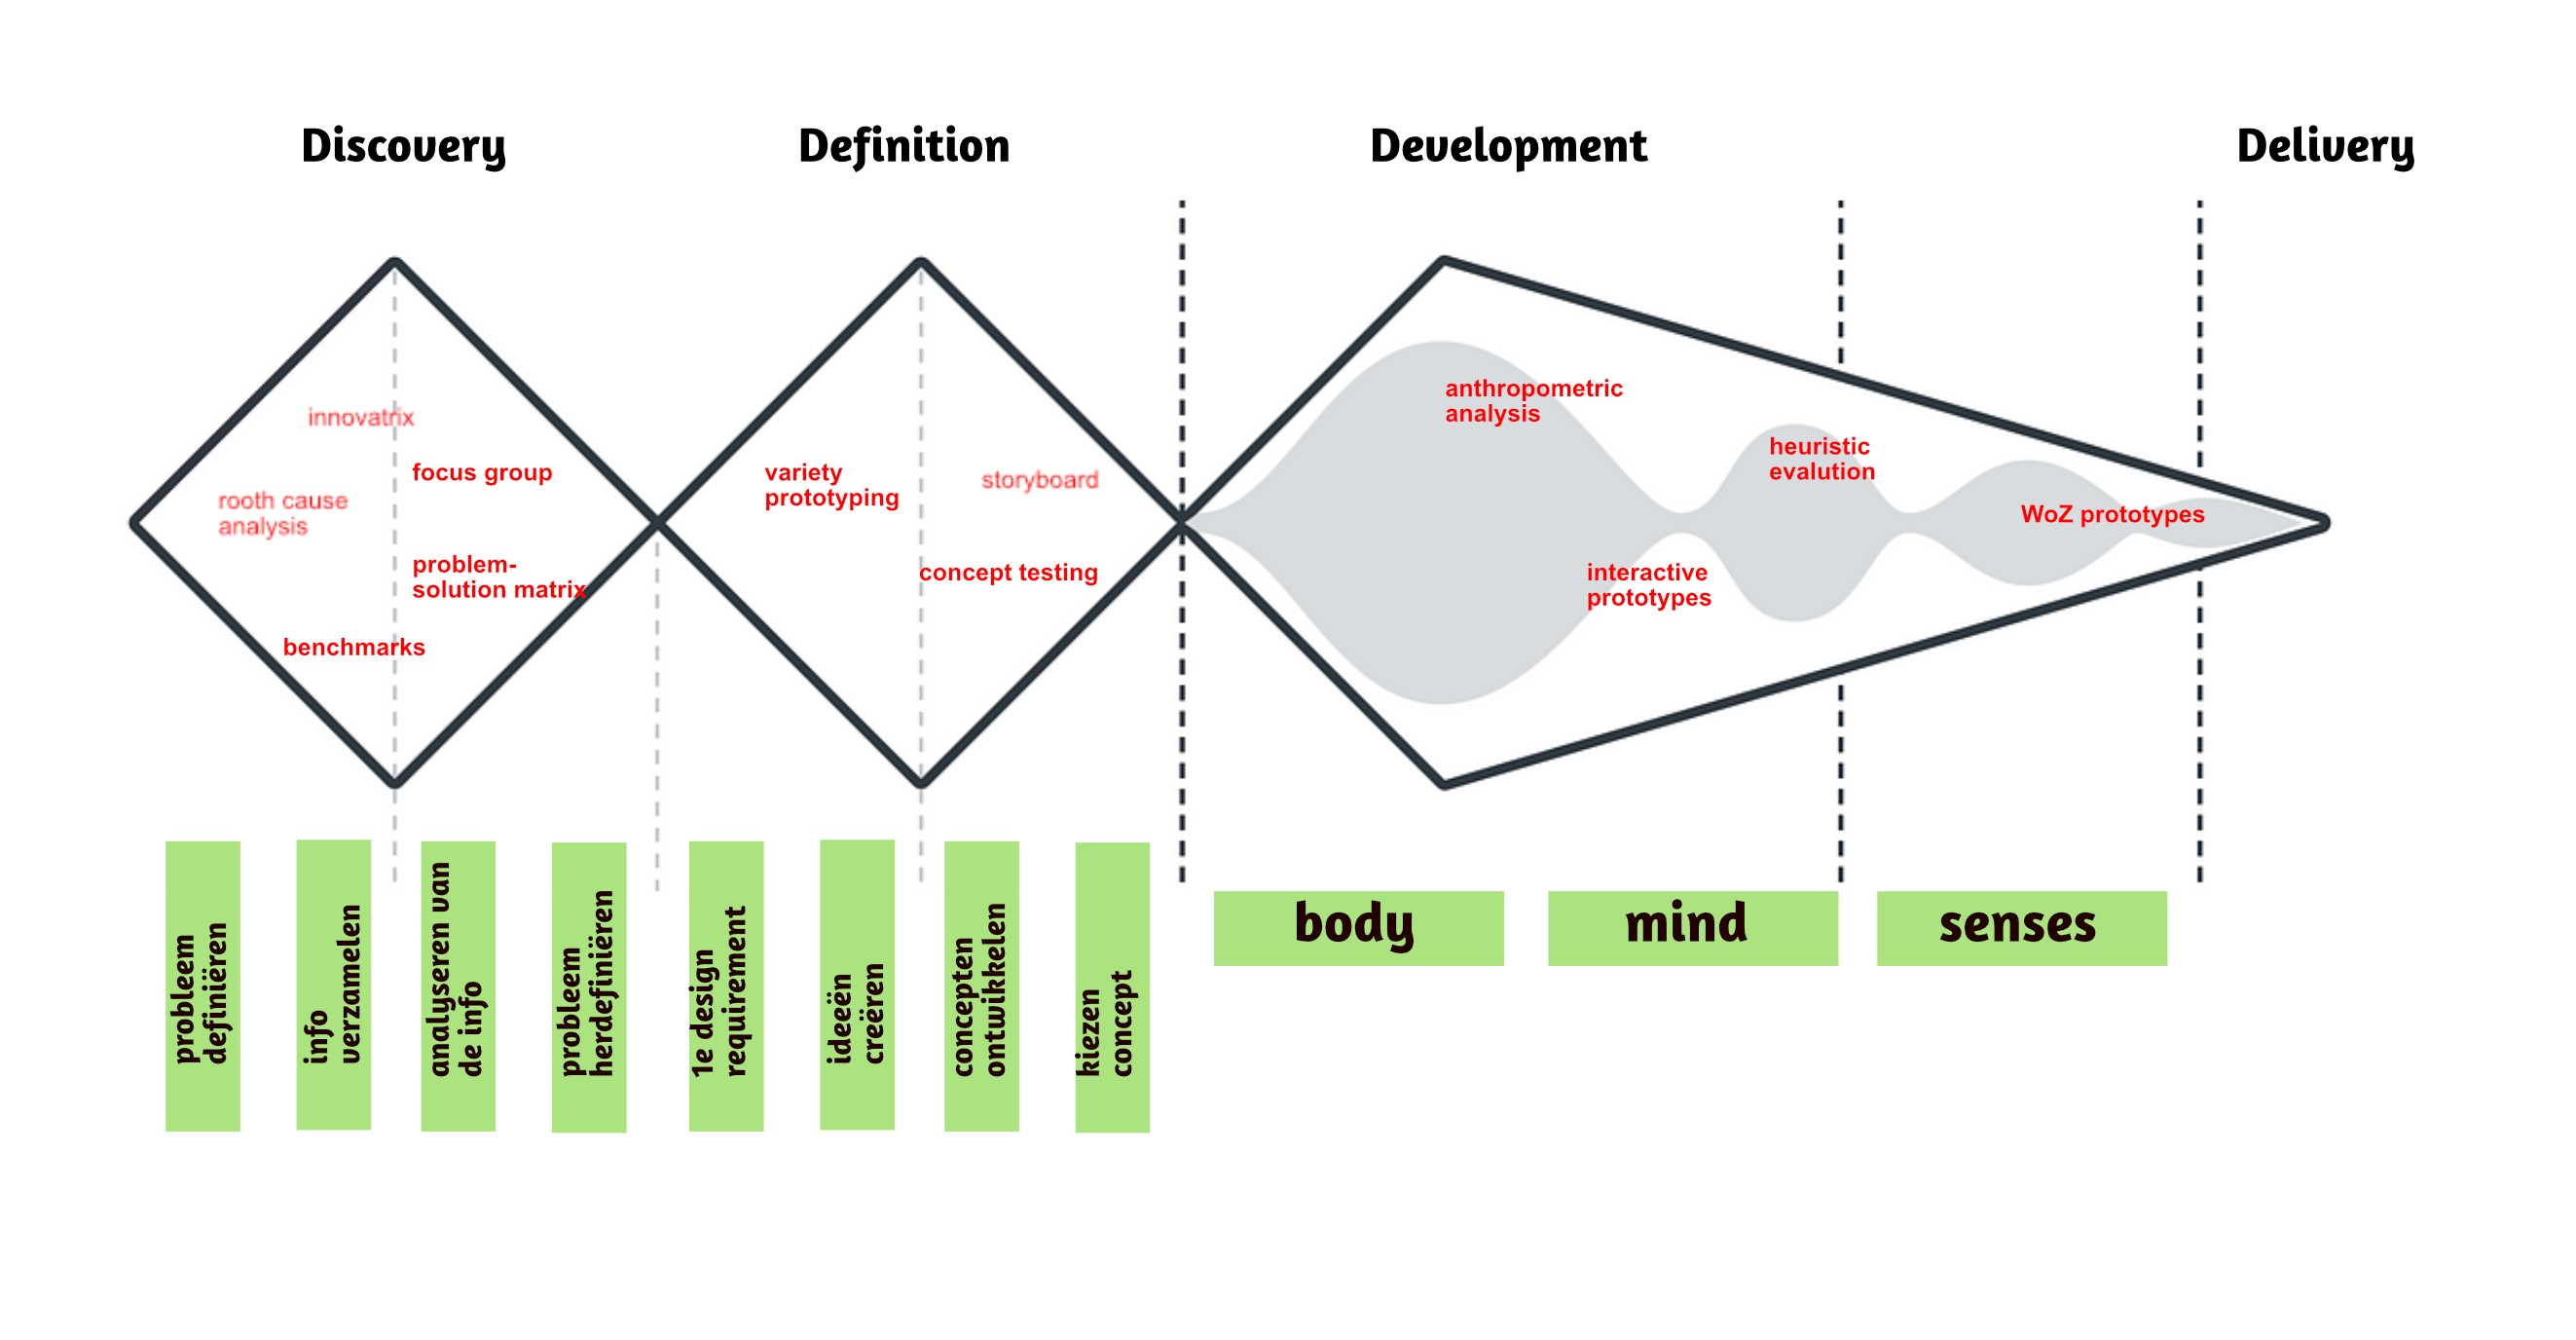 Discovery
Definition
Development
Delivery
innovatrix
focus group
rooth cause
analysis
problem-
solution matrix
benchmarks
variety
prototyping
storyboard
concept testing
anthropometric
analysis
heuristic
evalution
interactive
prototypes
WoZ prototypes
probleem
definiëren
info
verzamelen
analyseren van
de info
probleem
herdefiniëren
1e design
requirement
ideeën
creëren
concepten
ontwikkelen
kiezen
concept
body
mind
senses